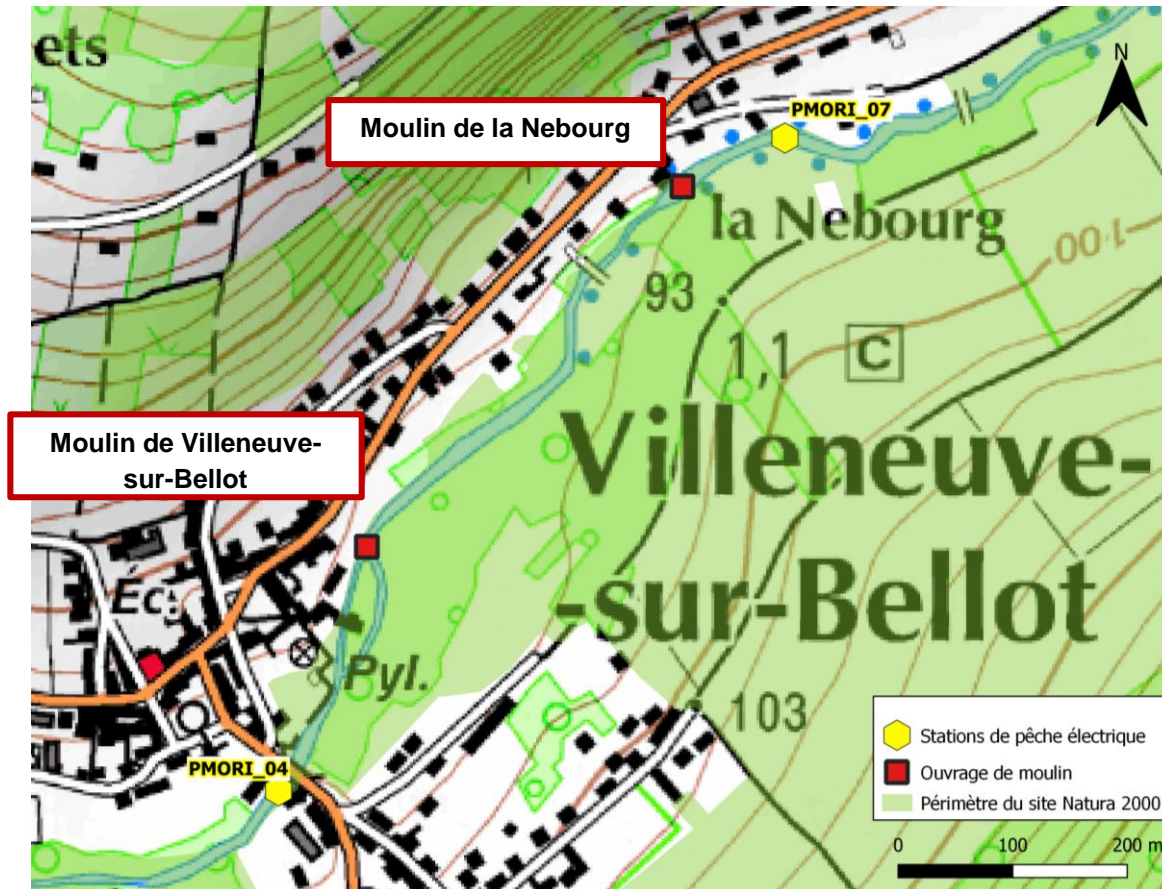 ets
N
PMORI_07
Moulin de la Nebourg
la Nebourg
93
100
1,1
C
Moulin de Villeneuve-
sur-Bellot
Villeneuve-
-sur-Bellot
Éc.
Pyl.
103
PMORI_04
Stations de pêche électrique
Ouvrage de moulin
Périmètre du site Natura 2000
0 100 200 m